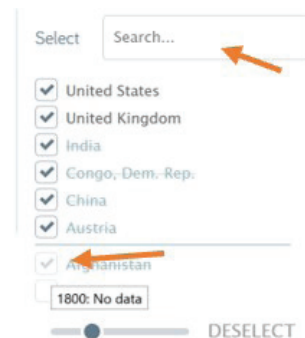 Select Search...
United States
United Kingdom
India
Congo, Dem. Rep.
China
Austria
Afghanistan
1800: No data
DESELECT